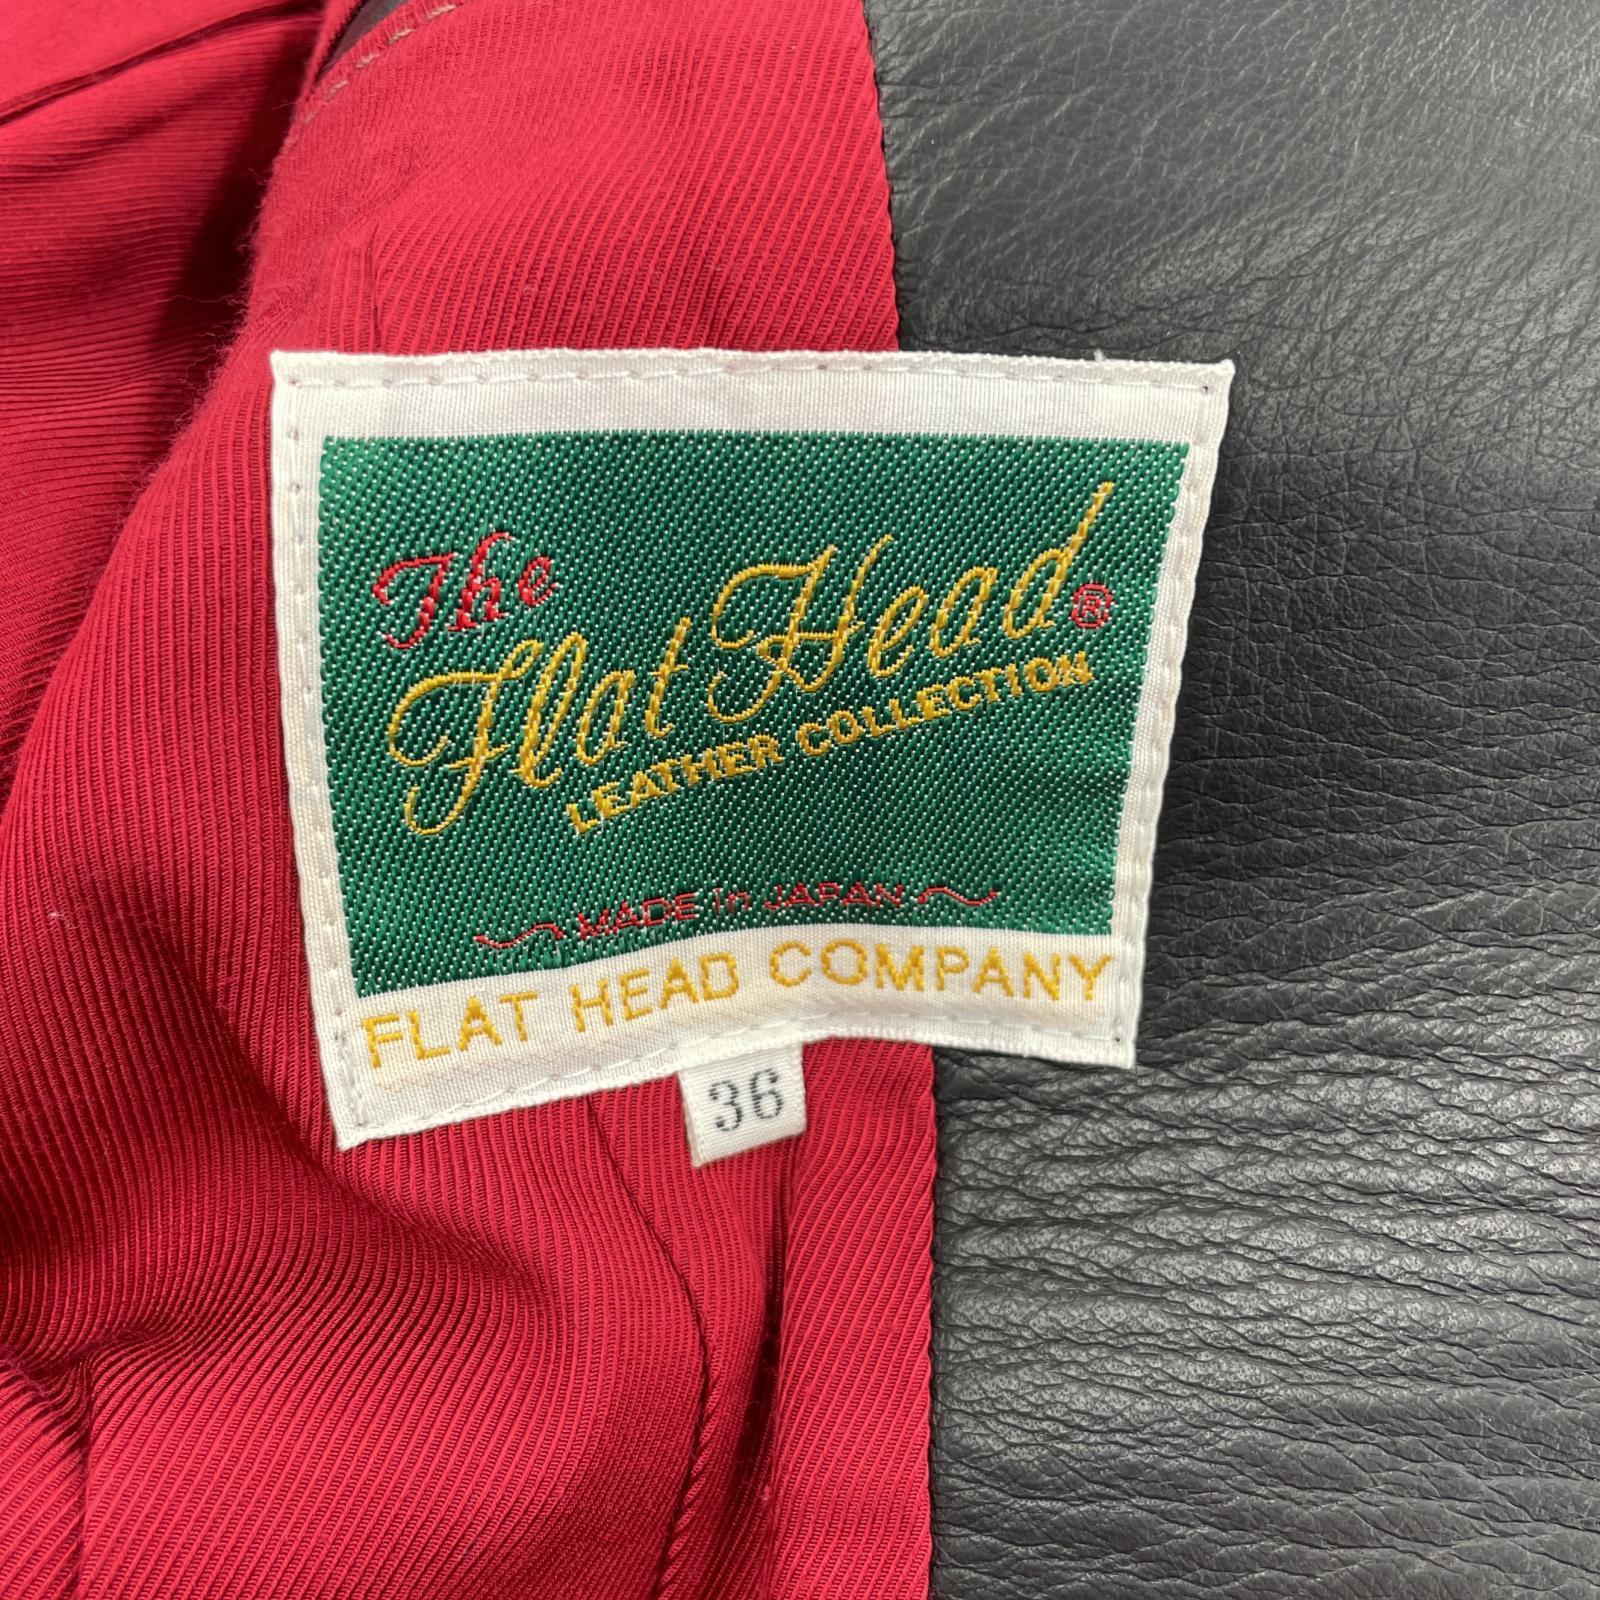 The
Flat Head®
LEATHER COLLECTION
MADE in JAPAN
FLAT HEAD COMPANY
36